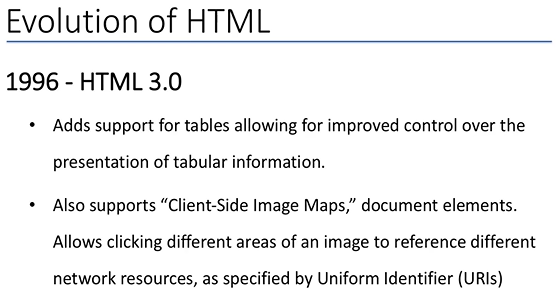 Evolution of HTML
1996 - HTML 3.0
• Adds support for tables allowing for improved control over the
presentation of tabular information.
• Also supports “Client-Side Image Maps,” document elements.
Allows clicking different areas of an image to reference different
network resources, as specified by Uniform Identifier (URIs)